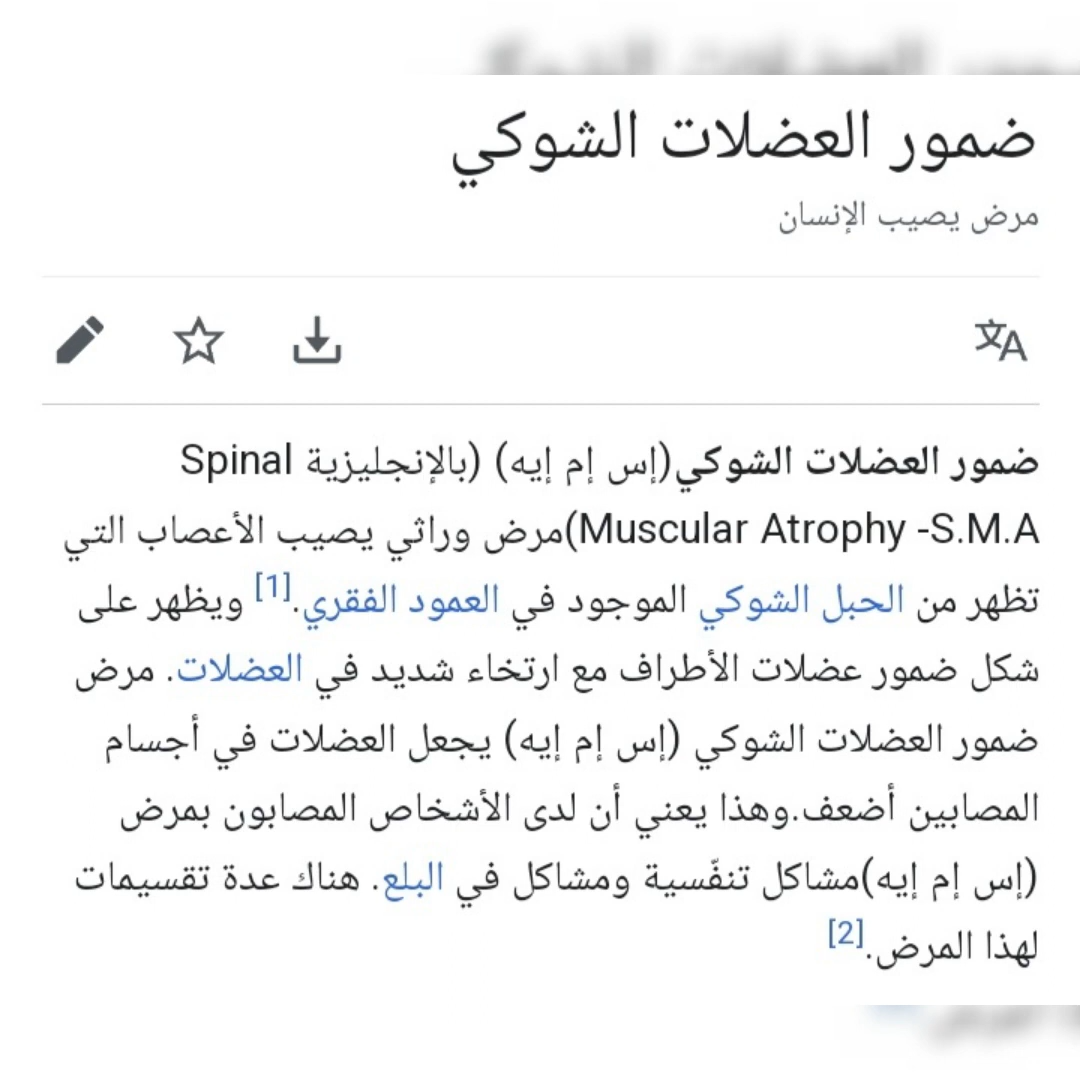 ضمور العضلات الشوكي
مرض يصيب الإنسان
ضمور العضلات الشوكي(إس إم إيه) (بالإنجليزية Spinal
Muscular Atrophy -S.M.A)مرض وراثي يصيب الأعصاب التي
تظهر من الحبل الشوكي الموجود في العمود الفقري.[1] ويظهر على
شكل ضمور عضلات الأطراف مع ارتخاء شديد في العضلات. مرض
ضمور العضلات الشوكي (إس إم إيه) يجعل العضلات في أجسام
المصابين أضعف.وهذا يعني أن لدى الأشخاص المصابون بمرض
(إس إم إيه)مشاكل تنفّسية ومشاكل في البلع. هناك عدة تقسيمات
لهذا المرض.[2]